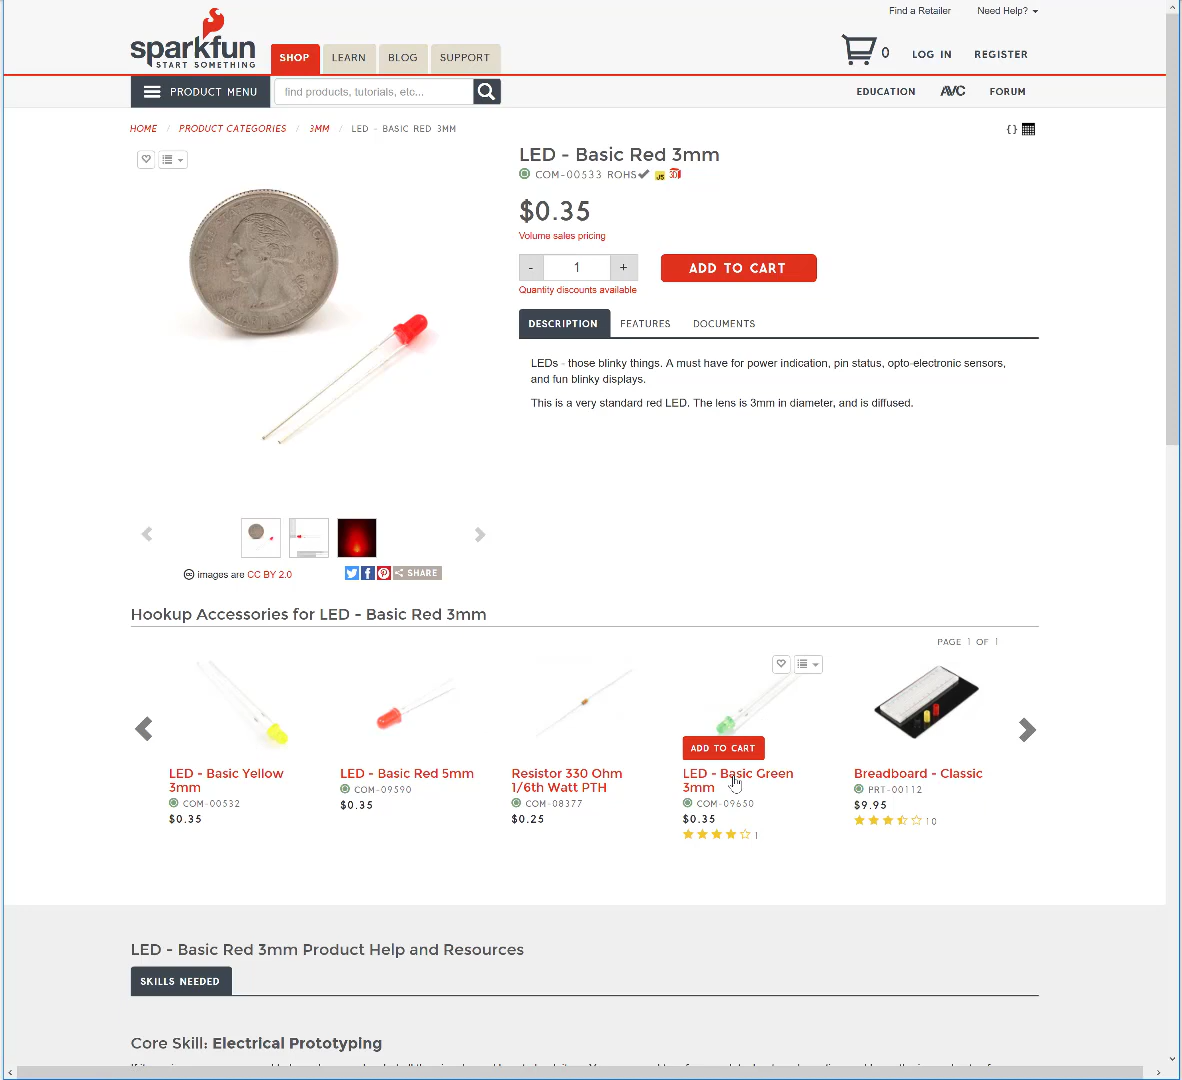 Find a Retailer Need Help?
sparkfun
START SOMETHING
SHOP LEARN BLOG SUPPORT
0 LOG IN REGISTER
PRODUCT MENU find products, tutorials, etc...
EDUCATION AVC FORUM
HOME / PRODUCT CATEGORIES / 3MM / LED - BASIC RED 3MM
{ }
LED - Basic Red 3mm
COM-00533 ROHS✔ JS
$0.35
Volume sales pricing
- 1 + ADD TO CART
Quantity discounts available
DESCRIPTION FEATURES DOCUMENTS
LEDs - those blinky things. A must have for power indication, pin status, opto-electronic sensors,
and fun blinky displays.
This is a very standard red LED. The lens is 3mm in diameter, and is diffused.
cc images are CC BY 2.0 SHARE
Hookup Accessories for LED - Basic Red 3mm
PAGE 1 OF 1
ADD TO CART
LED - Basic Yellow
3mm
COM-00532
$0.35
LED - Basic Red 5mm
COM-09590
$0.35
Resistor 330 Ohm
1/6th Watt PTH
COM-08377
$0.25
LED - Basic Green
3mm
COM-09650
$0.35
1
Breadboard - Classic
PRT-00112
$9.95
10
LED - Basic Red 3mm Product Help and Resources
SKILLS NEEDED
Core Skill: Electrical Prototyping